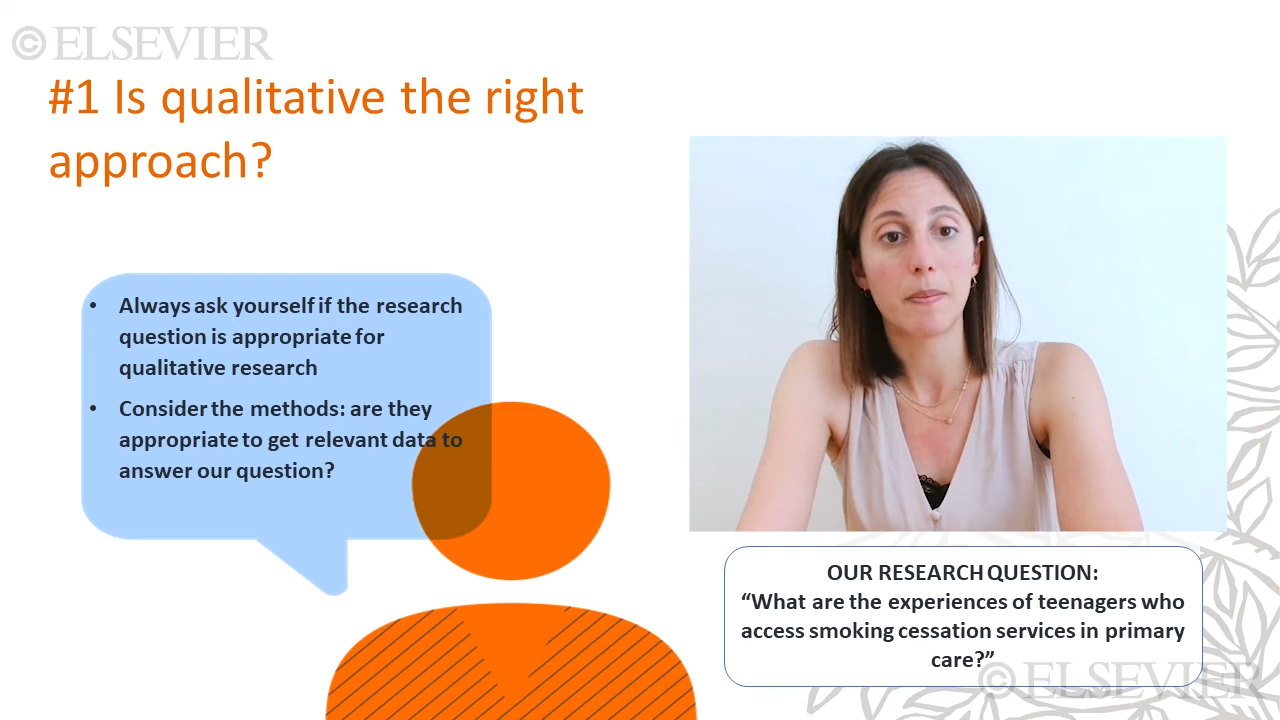 © ELSEVIER
#1 Is qualitative the right
approach?
• Always ask yourself if the research
question is appropriate for
qualitative research
• Consider the methods: are they
appropriate to get relevant data to
answer our question?
OUR RESEARCH QUESTION:
“What are the experiences of teenagers who
access smoking cessation services in primary
care?”
© ELSEVIER